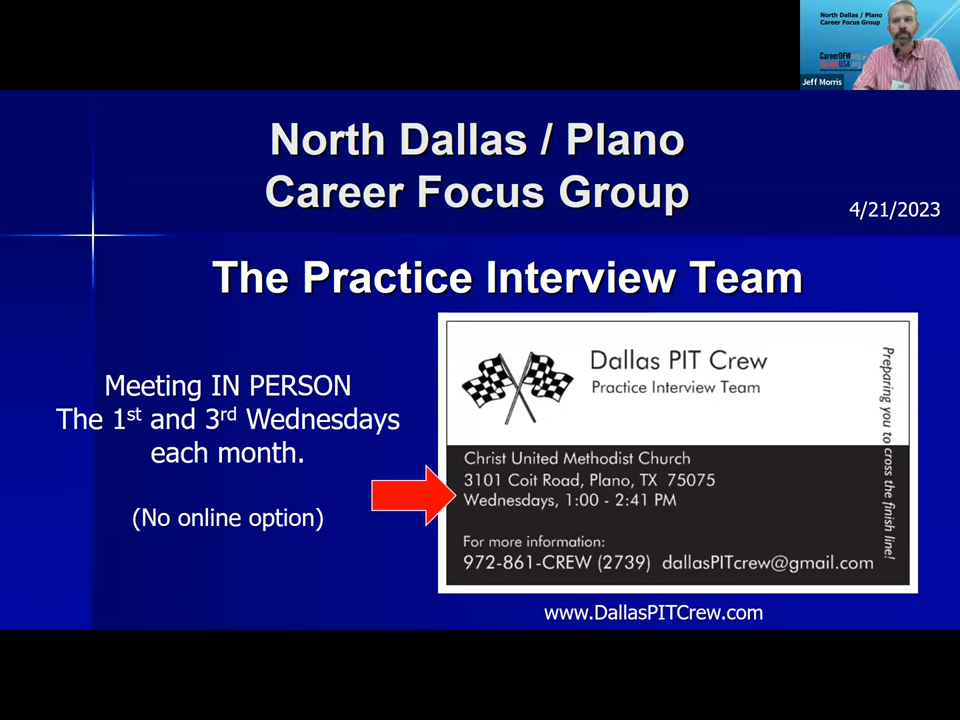 North Dallas / Plano
Career Focus Group
CareerDFW
Jeff Morris
North Dallas / Plano
Career Focus Group
4/21/2023
The Practice Interview Team
Meeting IN PERSON
The 1st and 3rd Wednesdays
each month.
(No online option)
Dallas PIT Crew
Practice Interview Team
Preparing you to cross the finish line!
Christ United Methodist Church
3101 Coit Road, Plano, TX 75075
Wednesdays, 1:00 - 2:41 PM
For more information:
972-861-CREW (2739) dallasPITcrew@gmail.com
www.DallasPITCrew.com